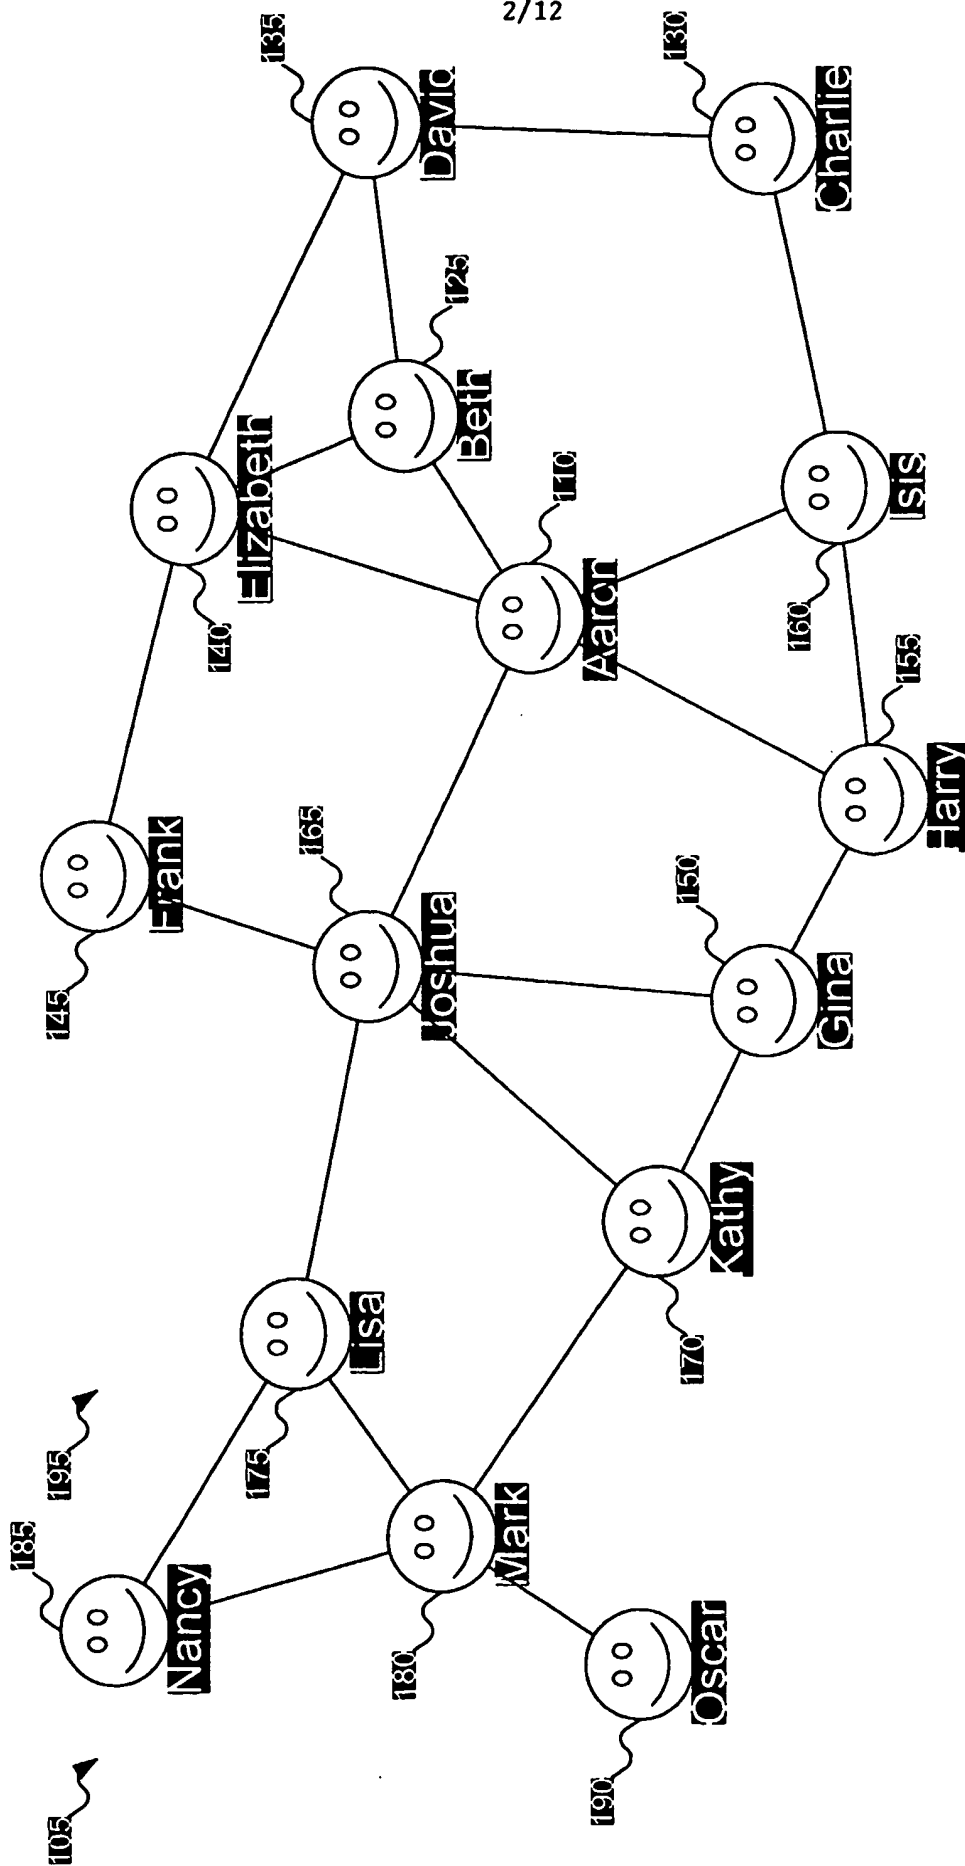 2/12
105
195
185
Nancy
145
Frank
140
Elizabeth
135
David
175
Lisa
165
Joshua
125
Beth
180
Mark
110
Aaron
190
Oscar
170
Kathy
150
Gina
160
Isis
130
Charlie
155
Harry